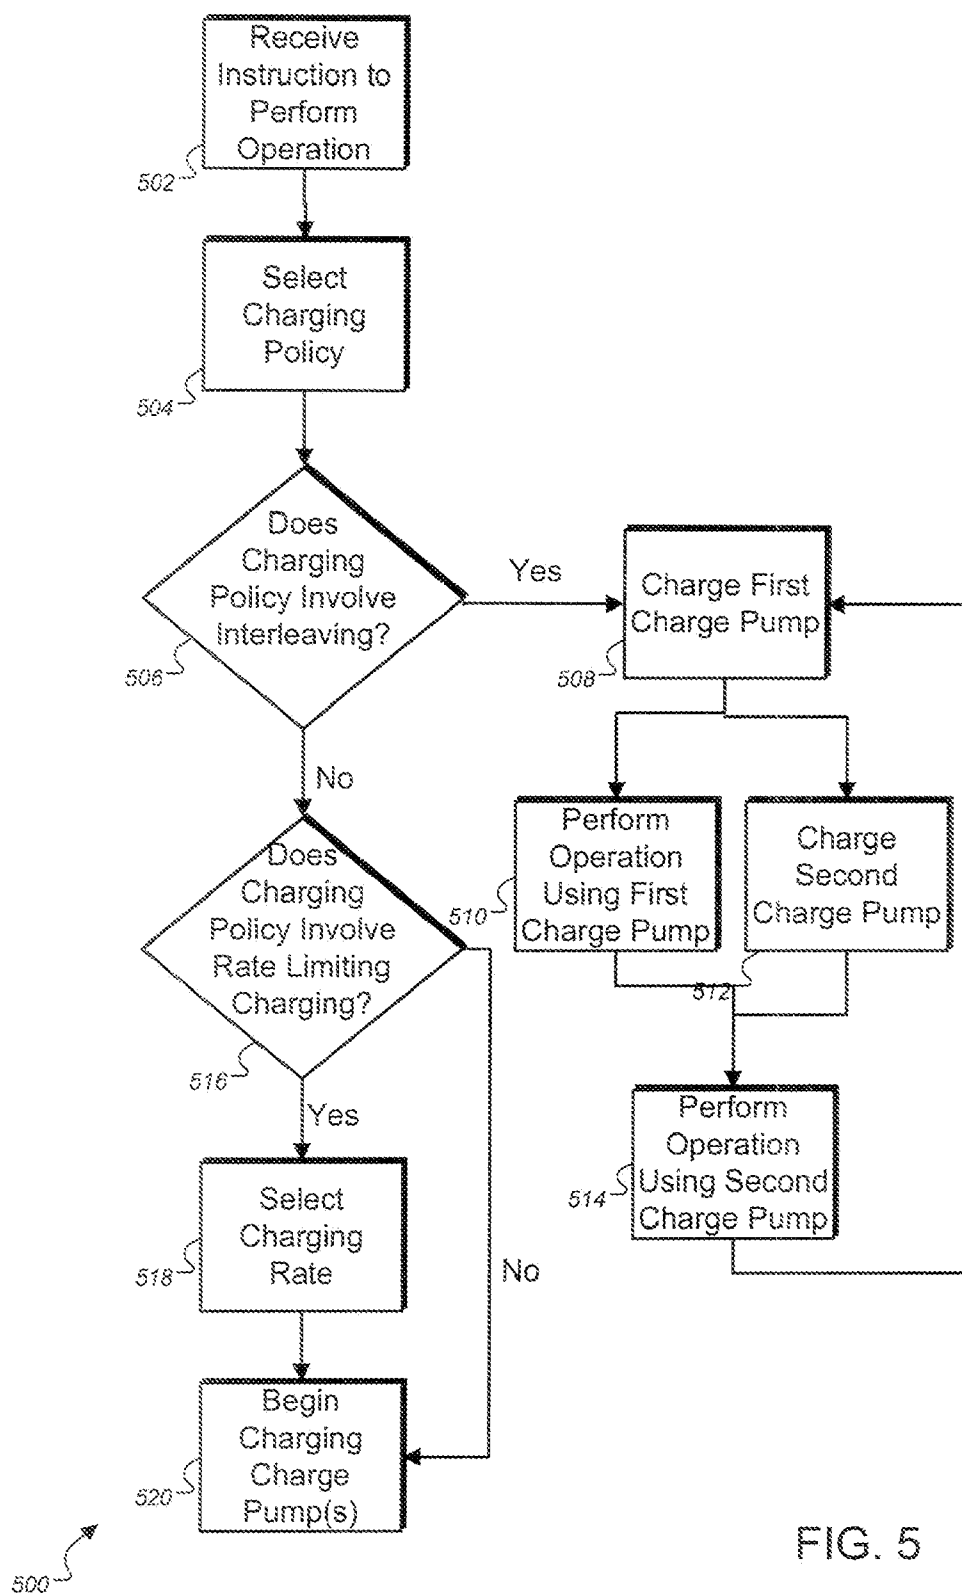 Receive
Instruction to
Perform
Operation
502
Select
Charging
Policy
504
Does
Charging
Policy Involve
Interleaving?
506
Yes
No
Charge First
Charge Pump
508
Perform
Operation
Using First
Charge Pump
510
Charge
Second
Charge Pump
512
Perform
Operation
Using Second
Charge Pump
514
Does
Charging
Policy Involve
Rate Limiting
Charging?
516
Yes
No
Select
Charging
Rate
518
Begin
Charging
Charge
Pump(s)
520
500
FIG. 5